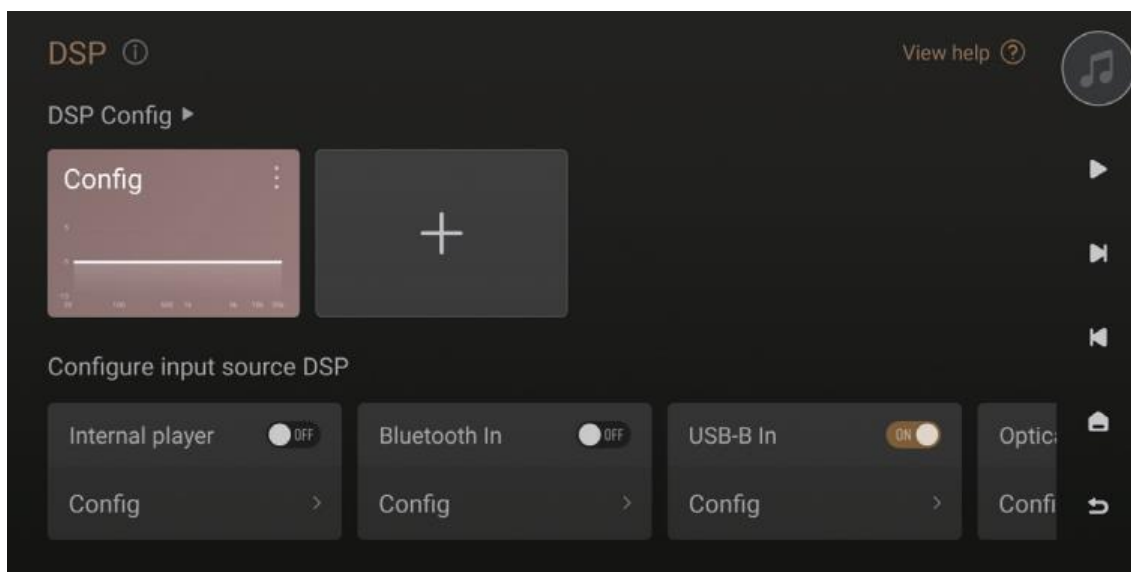 DSP
View help
DSP Config
Config
Configure input source DSP
Internal player OFF
Bluetooth In OFF
USB-B In ON
Config
Config
Config